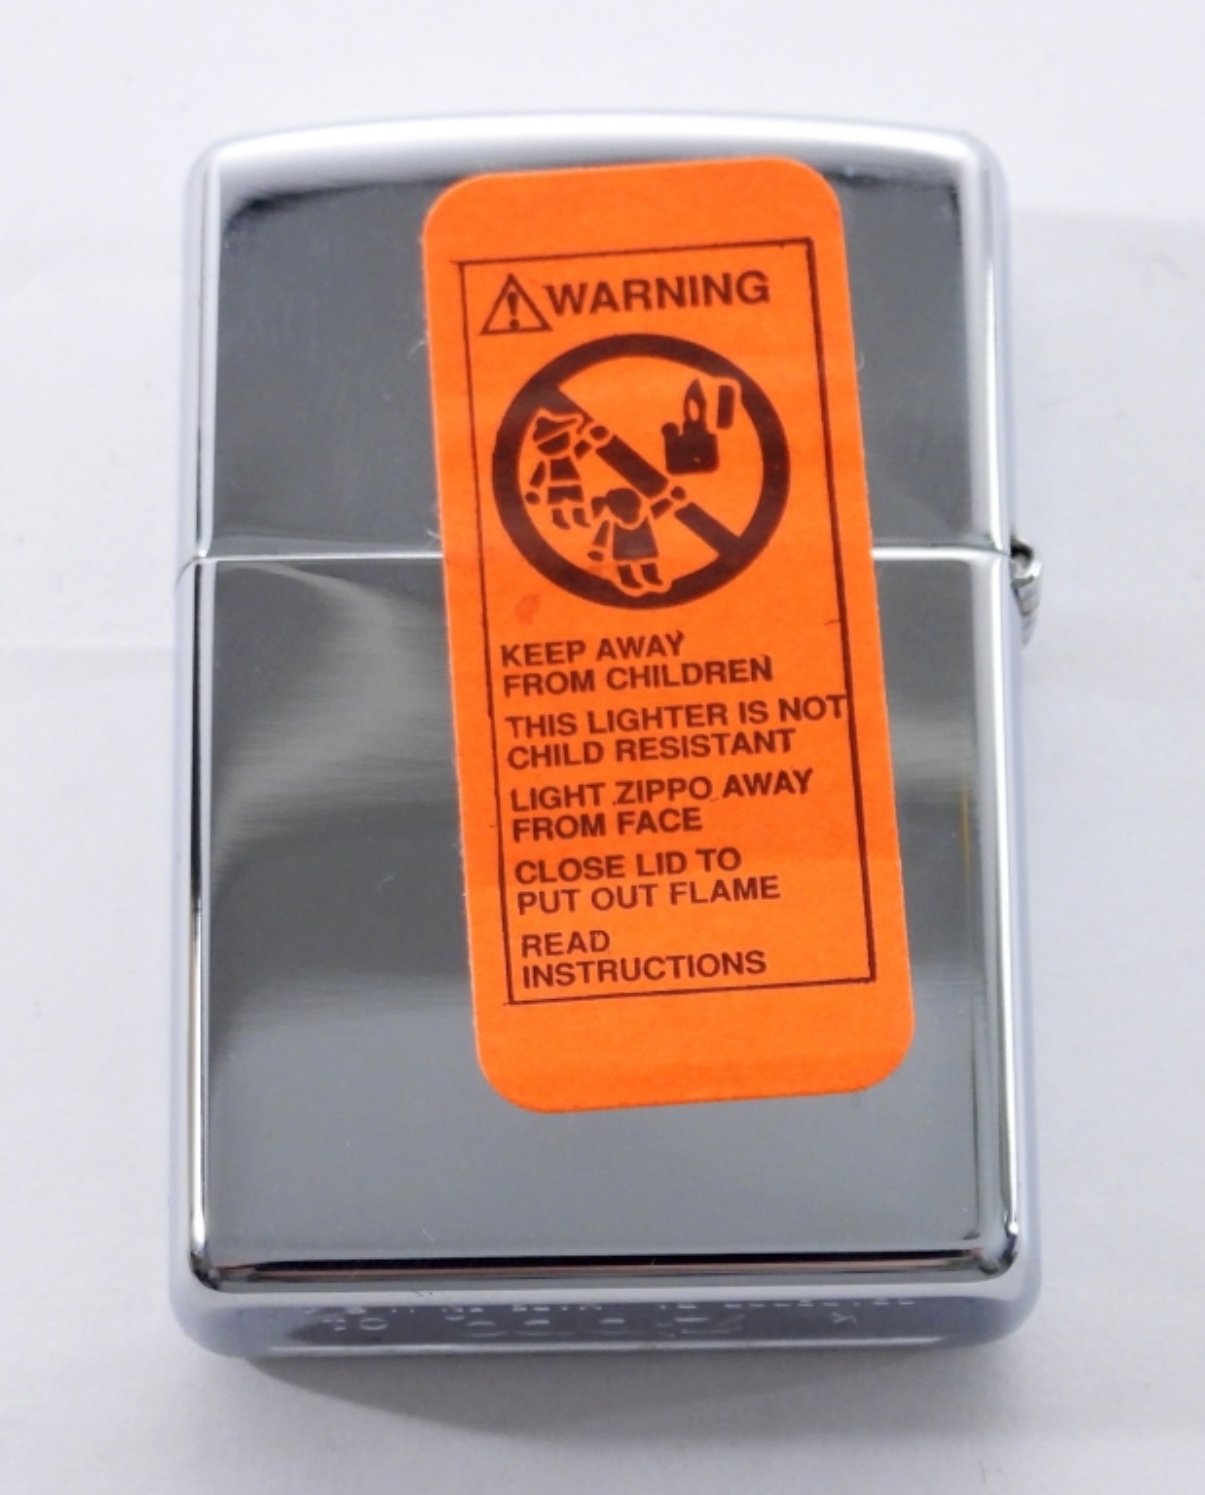 WARNING
KEEP AWAY
FROM CHILDREN
THIS LIGHTER IS NOT
CHILD RESISTANT
LIGHT ZIPPO AWAY
FROM FACE
CLOSE LID TO
PUT OUT FLAME
READ
INSTRUCTIONS